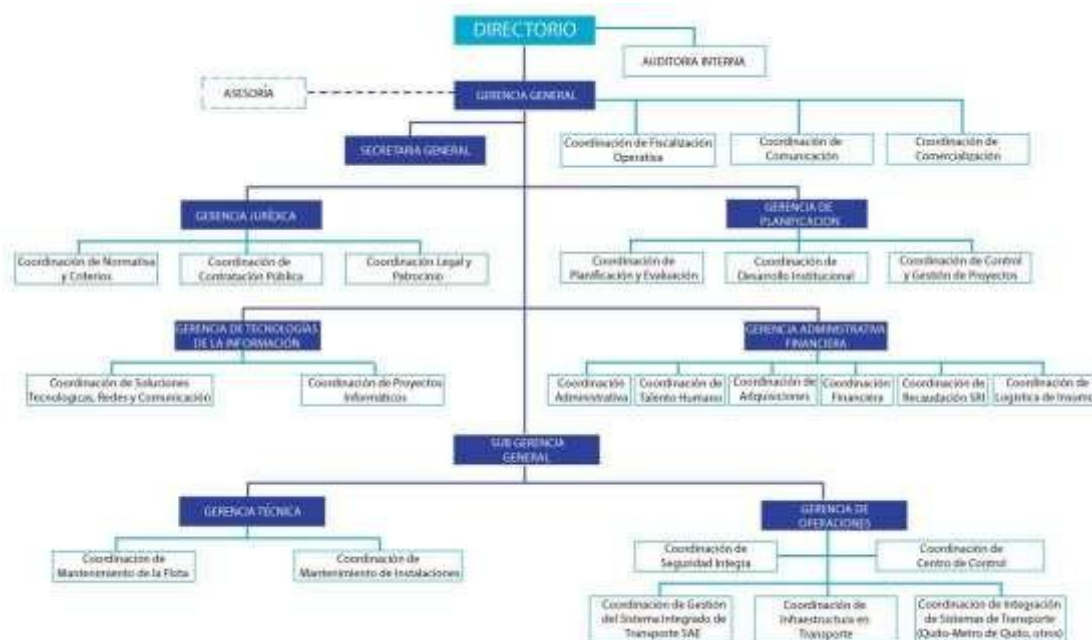 DIRECTORIO
AUDITORIA INTERNA
ASESORÍA
GERENCIA GENERAL
SECRETARIA GENERAL
Coordinación de Fiscalización
Operativa
Coordinación de
Comunicación
Coordinación de
Comercialización
GERENCIA JURÍDICA
GERENCIA DE
PLANIFICACION
Coordinación de Normativa
y Criterios
Coordinación de
Contratación Pública
Coordinación Legal y
Patrocinio
Coordinación de
Planificación y Evaluación
Coordinación de
Desarrollo Institucional
Coordinación de Control
y Gestión de Proyectos
GERENCIA DE TECNOLOGÍAS
DE LA INFORMACIÓN
GERENCIA ADMINISTRATIVA
FINANCIERA
Coordinación de Soluciones
Tecnologicas, Redes y Comunicación
Coordinación de Proyectos
Informáticos
Coordinación
Administrativa
Coordinación de
Talento Humano
Coordinación de
Adquisiciones
Coordinación
Financiera
Coordinación de
Recaudación SRI
Coordinación de
Logística de Insumo
SUB GERENCIA
GENERAL
GERENCIA TÉCNICA
GERENCIA DE
OPERACIONES
Coordinación de
Mantenimiento de la Flota
Coordinación de
Mantenimiento de Instalaciones
Coordinación de
Seguridad Integra
Coordinación de
Centro de Control
Coordinación de Gestión
del Sistema Integrado de
Transporte SAE
Coordinación de
Infraestructura en
Transporte
Coordinación de Integración
de Sistemas de Transporte
(Quito-Metro de Quito, otros)